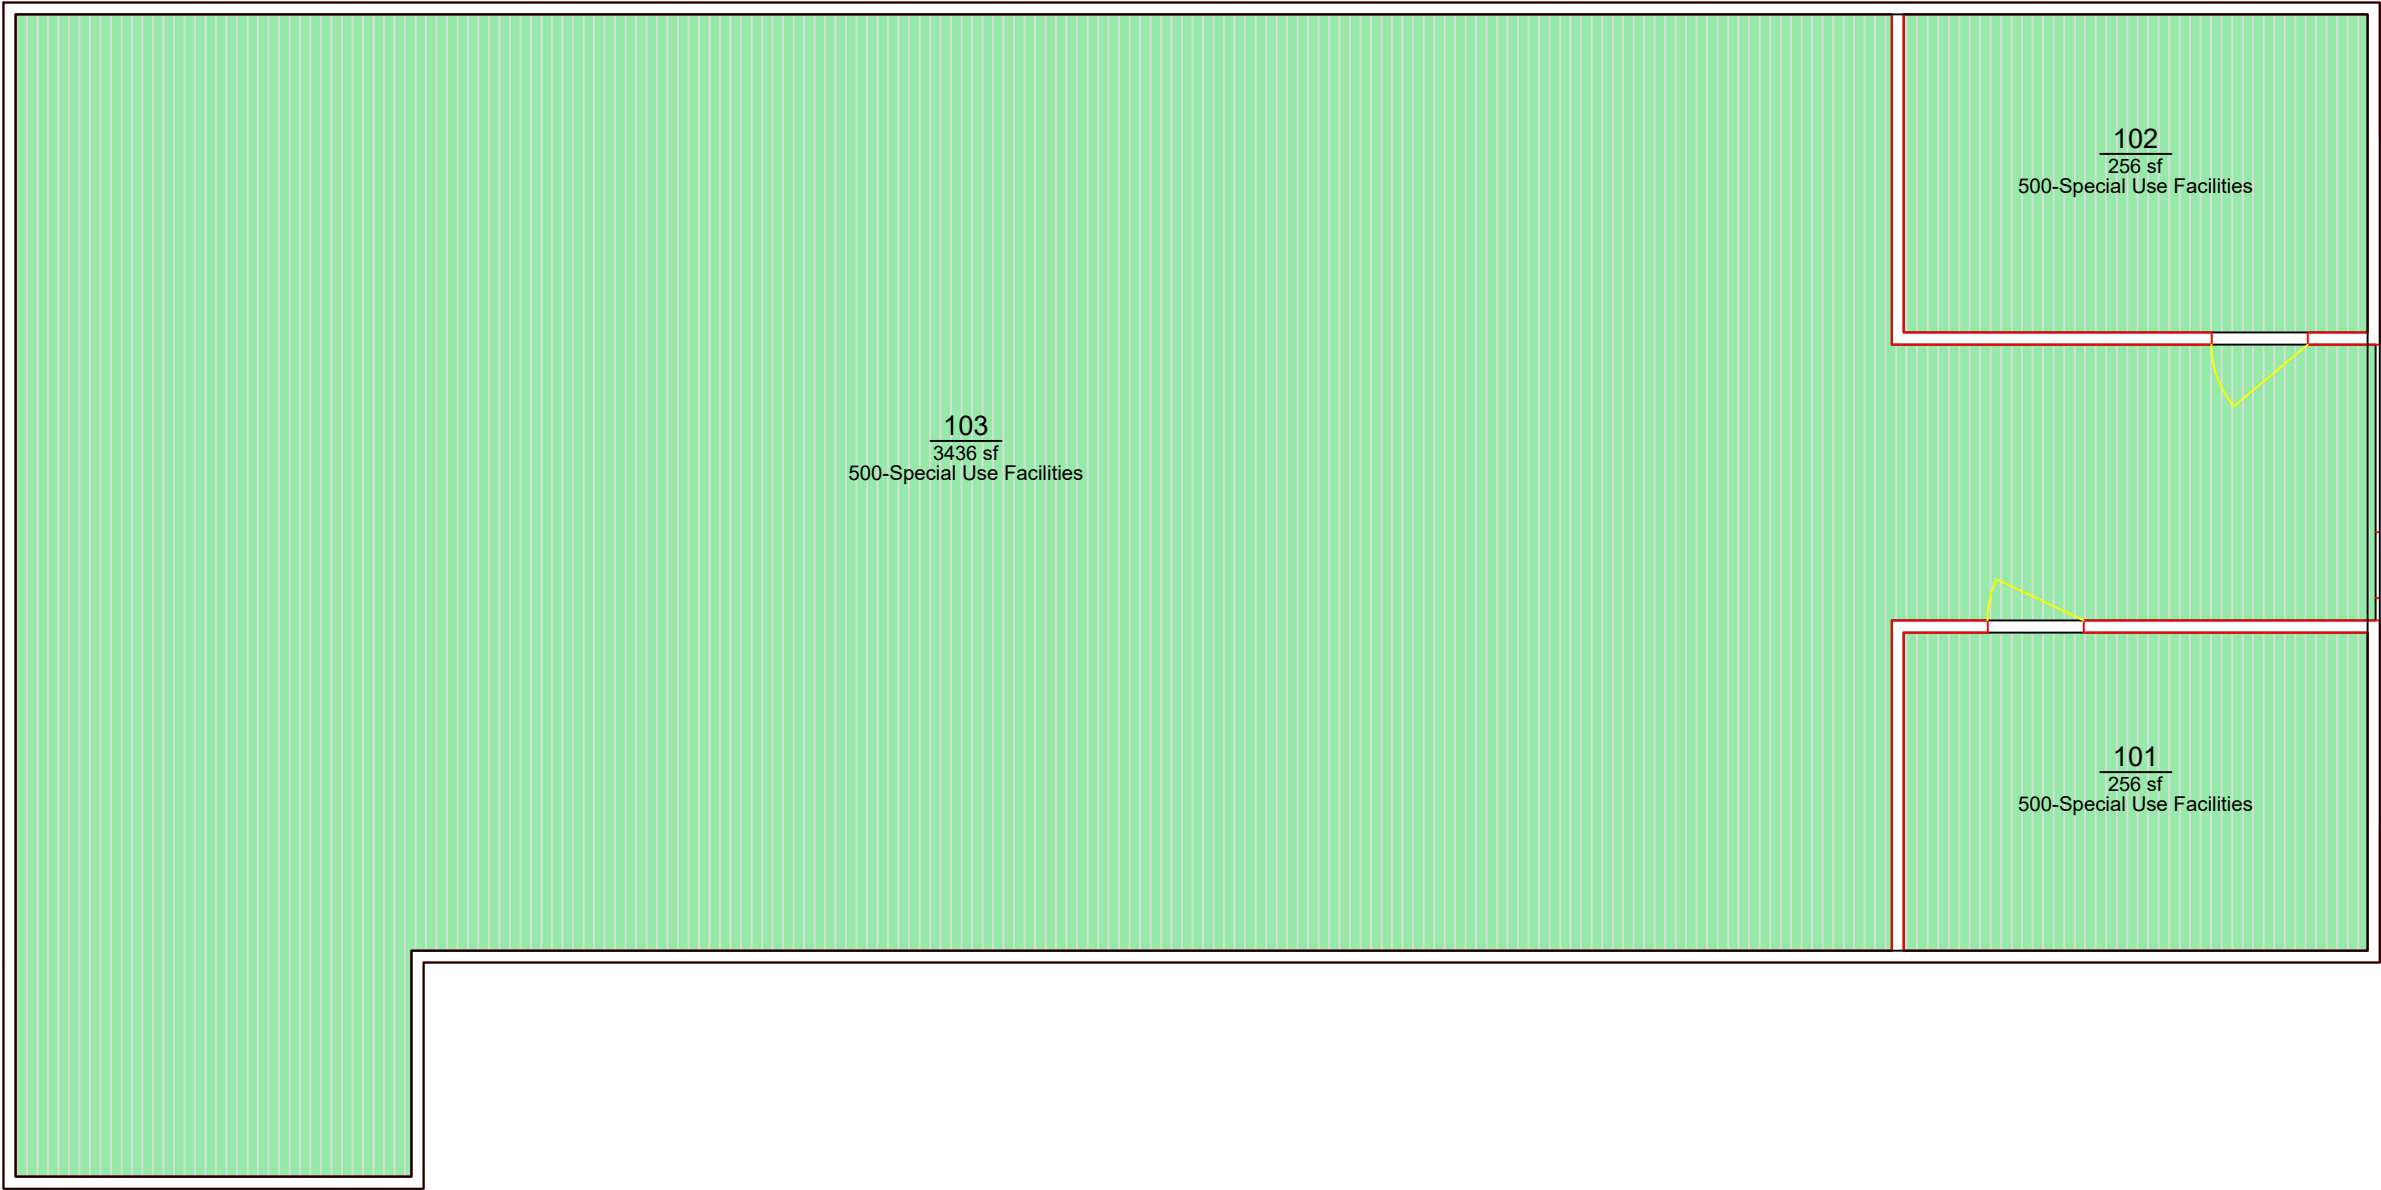 102
256 sf
500-Special Use Facilities
103
3436 sf
500-Special Use Facilities
101
256 sf
500-Special Use Facilities